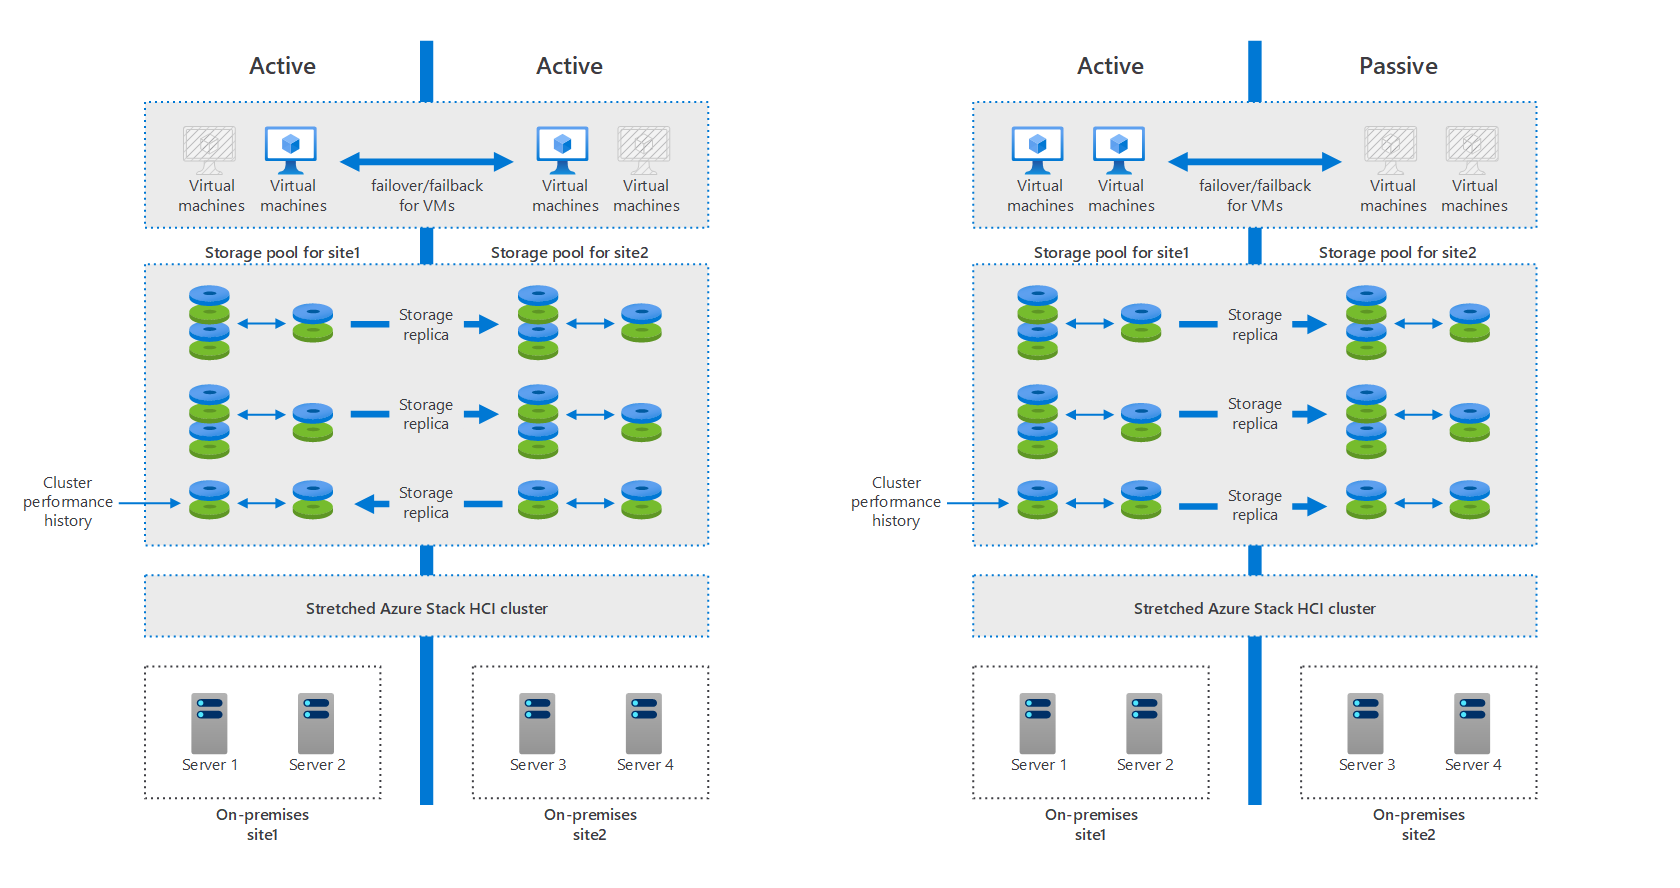 Active
Active
Virtual
machines
Virtual
machines
failover/failback
for VMs
Virtual
machines
Virtual
machines
Storage pool for site1
Storage pool for site2
Storage
replica
Storage
replica
Cluster
performance
history
Storage
replica
Stretched Azure Stack HCI cluster
Server 1
Server 2
Server 3
Server 4
On-premises
site1
On-premises
site2
Active
Passive
Virtual
machines
Virtual
machines
failover/failback
for VMs
Virtual
machines
Virtual
machines
Storage pool for site1
Storage pool for site2
Storage
replica
Storage
replica
Cluster
performance
history
Storage
replica
Stretched Azure Stack HCI cluster
Server 1
Server 2
Server 3
Server 4
On-premises
site1
On-premises
site2